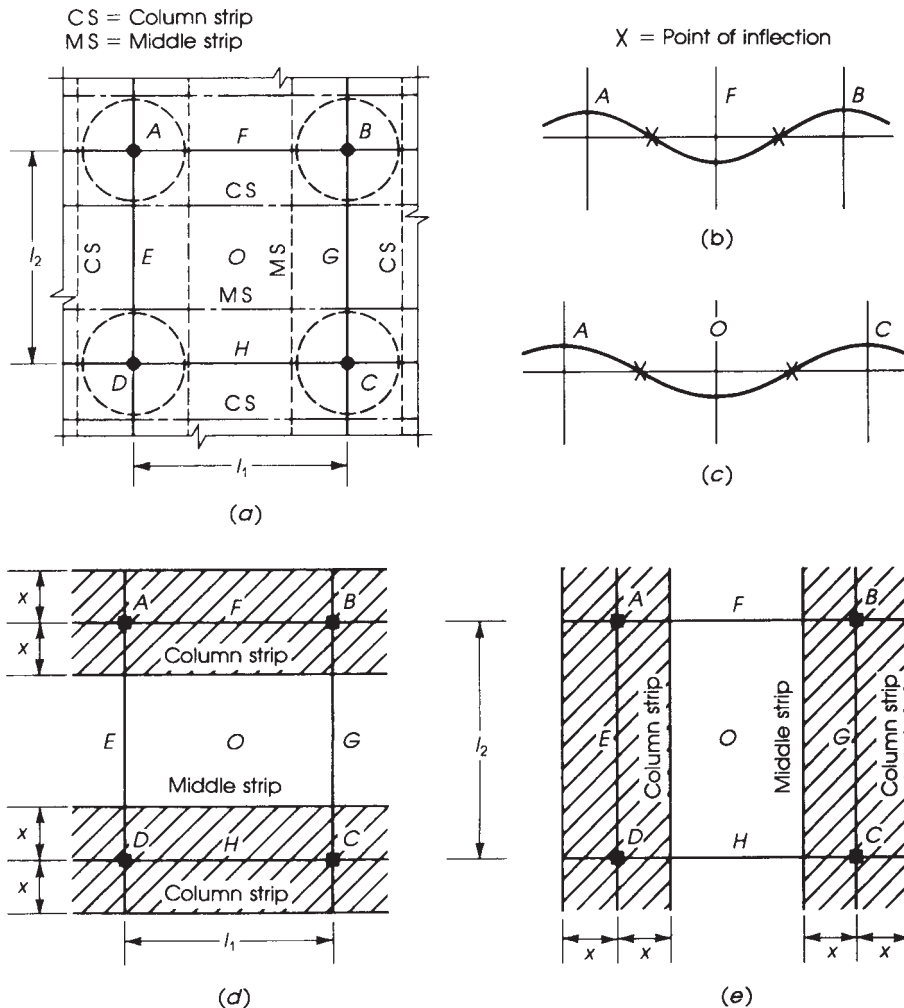 CS = Column strip
MS = Middle strip
X = Point of inflection
A F B
CS
l₂
CS E O MS G CS
MS
D H C
CS
l₁
(a)
A F B
(b)
A O C
(c)
x A F B
x Column strip
E O G
Middle strip
x D H C
x Column strip
l₁
(d)
A F B
l₂ E Column strip O Middle strip G Column strip
D H C
x x x x
(e)